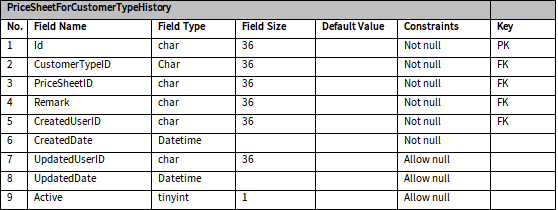 PriceSheetForCustomerTypeHistory
No. Field Name Field Type Field Size Default Value Constraints Key
1 Id char 36 Not null PK
2 CustomerTypeID Char 36 Not null FK
3 PriceSheetID char 36 Not null FK
4 Remark char 36 Not null FK
5 CreatedUserID char 36 Not null FK
6 CreatedDate Datetime Not null
7 UpdatedUserID char 36 Allow null
8 UpdatedDate Datetime Allow null
9 Active tinyint 1 Allow null